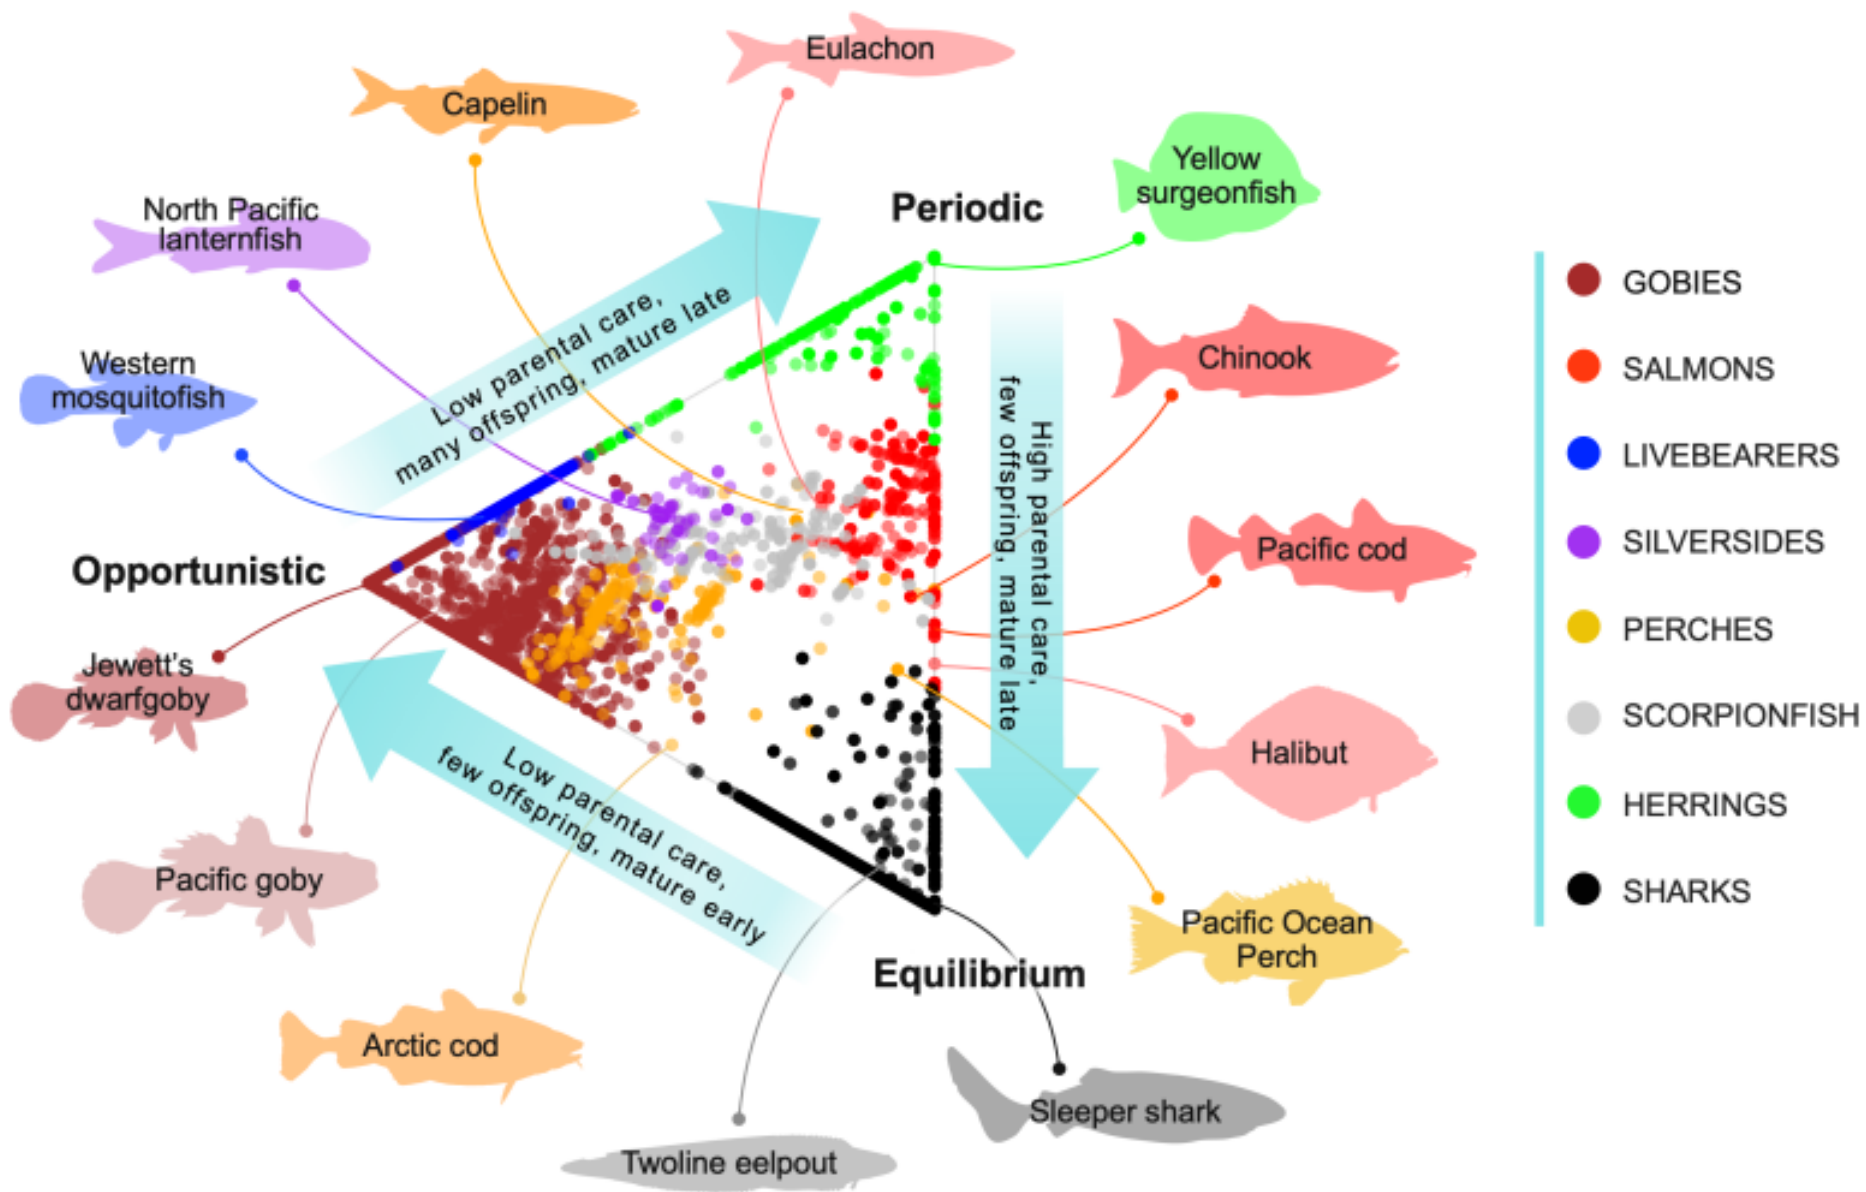 Eulachon
Capelin
Yellow
surgeonfish
North Pacific
lanternfish
Periodic
Low parental care,
many offspring, mature late
Western
mosquitofish
Chinook
High parental care,
few offspring, mature late
Opportunistic
Pacific cod
Jewett's
dwarfgoby
Halibut
Low parental care,
few offspring, mature early
Pacific goby
Pacific Ocean
Perch
Equilibrium
Arctic cod
Sleeper shark
Twoline eelpout
GOBIES
SALMONS
LIVEBEARERS
SILVERSIDES
PERCHES
SCORPIONFISH
HERRINGS
SHARKS